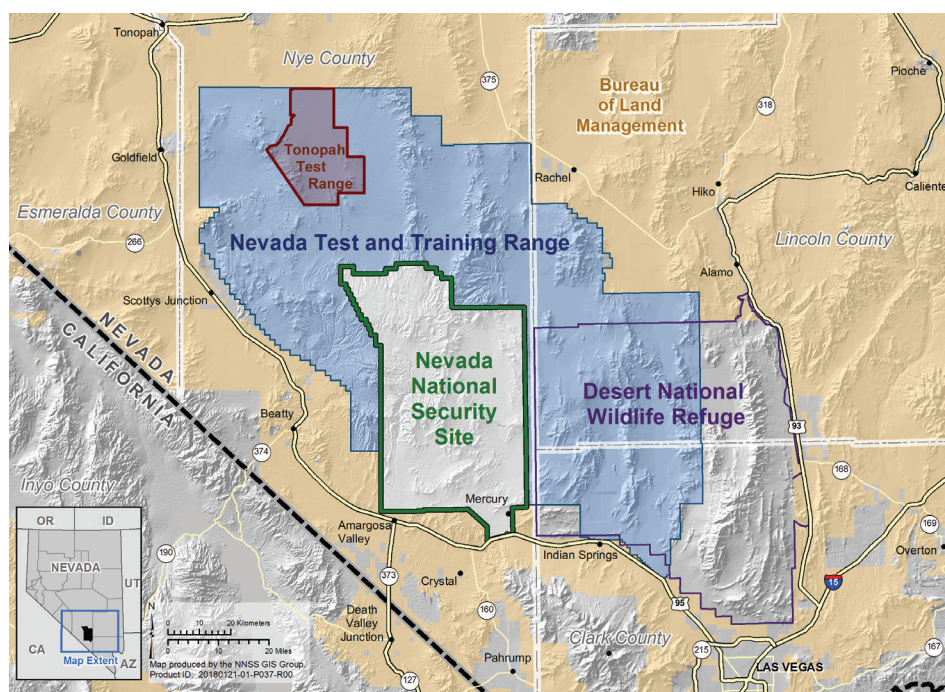 Tonopah
Nye County
375
Bureau
of Land
Management
318
Pioche
Goldfield
Tonopah
Test
Range
Rachel
Hiko
Caliente
Esmeralda County
266
Nevada Test and Training Range
Lincoln County
Alamo
Scottys Junction
NEVADA
CALIFORNIA
Nevada
National
Security
Site
Desert National
Wildlife Refuge
Beatty
93
374
168
Inyo County
Mercury
OR
ID
NEVADA
UT
CA
AZ
Map Extent
Amargosa
Valley
Indian Springs
169
Overton
190
373
Crystal
15
160
95
N
Death
Valley
Junction
0 10 20 Kilometers
0 10 20 Miles
Clark County
215
167
LAS VEGAS
Map produced by the NNSS GIS Group.
Product ID: 20180121-01-P037-R00
127
Pahrump